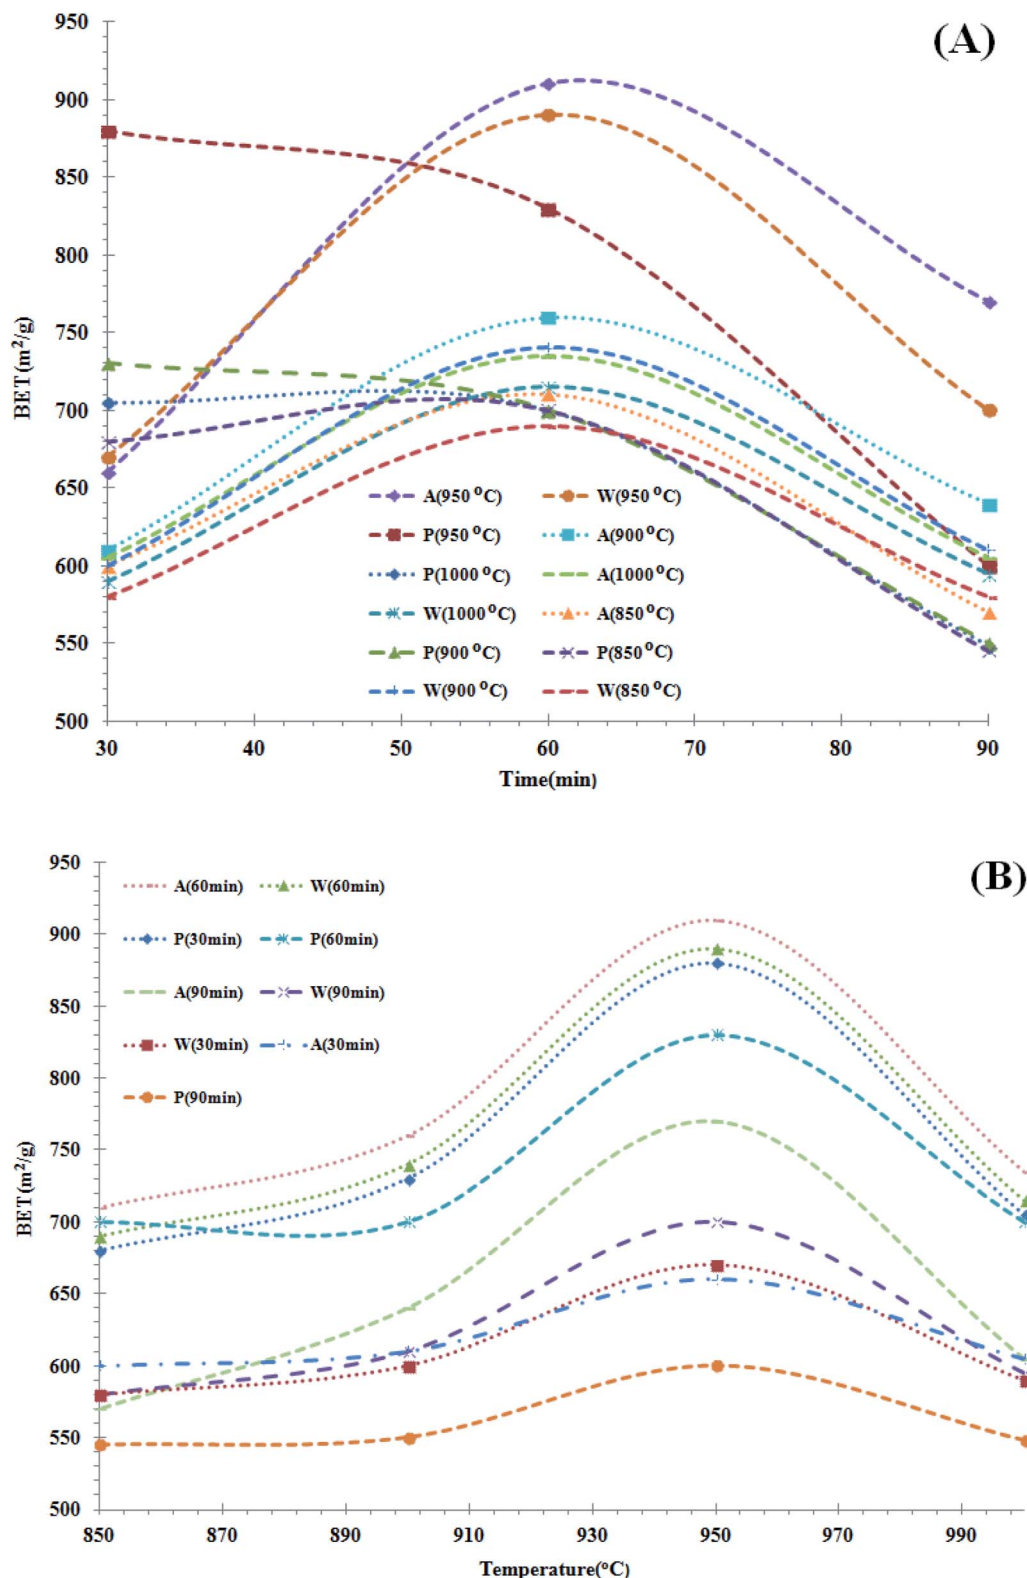 (A)
950
900
850
800
750
700
650
600
550
500
BET (m²/g)
A(950 °C) W(950 °C)
P(950 °C) A(900 °C)
P(1000 °C) A(1000 °C)
W(1000 °C) A(850 °C)
P(900 °C) P(850 °C)
W(900 °C) W(850 °C)
30 40 50 60 70 80 90
Time(min)
(B)
950
900
850
800
750
700
650
600
550
500
BET (m²/g)
A(60min) W(60min)
P(30min) P(60min)
A(90min) W(90min)
W(30min) A(30min)
P(90min)
850 870 890 910 930 950 970 990
Temperature(°C)